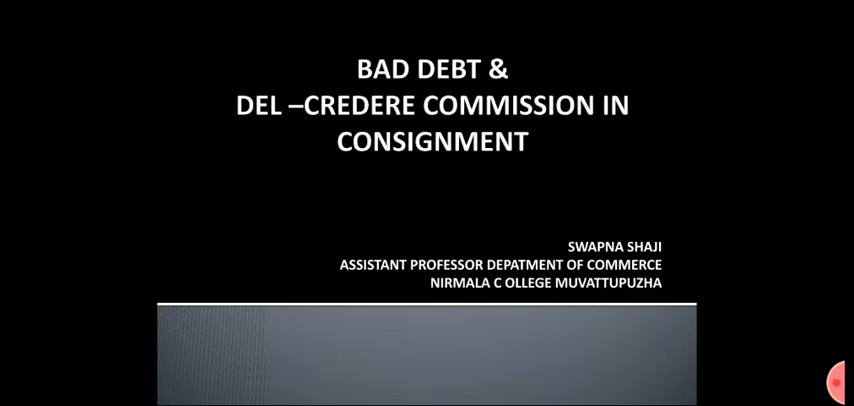 BAD DEBT &
DEL –CREDERE COMMISSION IN
CONSIGNMENT
SWAPNA SHAJI
ASSISTANT PROFESSOR DEPATMENT OF COMMERCE
NIRMALA C OLLEGE MUVATTUPUZHA